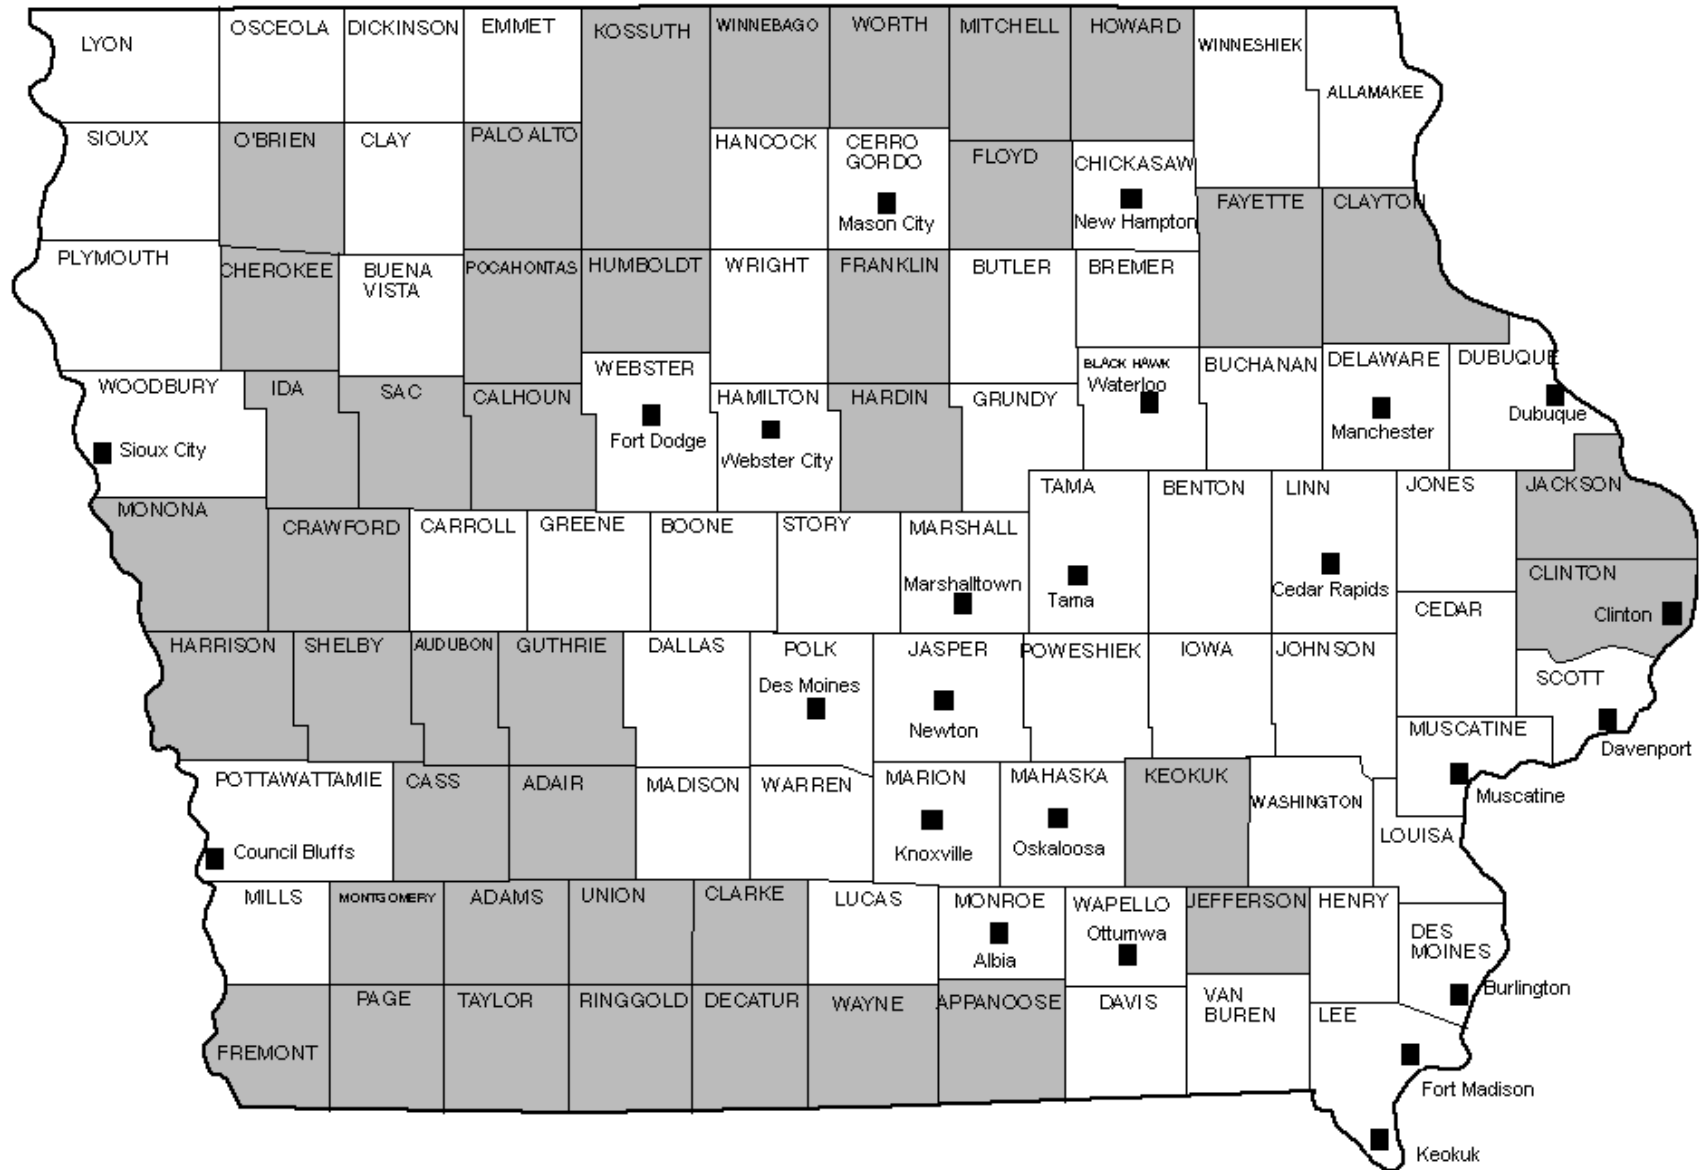 LYON
OSCEOLA
DICKINSON
EMMET
KOSSUTH
WINNEBAGO
WORTH
MITCHELL
HOWARD
WINNESHIEK
ALLAMAKEE
SIOUX
O'BRIEN
CLAY
PALO ALTO
HANCOCK
CERRO
GORDO
Mason City
FLOYD
CHICKASAW
New Hampton
FAYETTE
CLAYTON
PLYMOUTH
CHEROKEE
BUENA
VISTA
POCAHONTAS
HUMBOLDT
WRIGHT
FRANKLIN
BUTLER
BREMER
WOODBURY
Sioux City
IDA
SAC
CALHOUN
WEBSTER
Fort Dodge
HAMILTON
Webster City
HARDIN
GRUNDY
BLACK HAWK
Waterloo
BUCHANAN
DELAWARE
Manchester
DUBUQUE
Dubuque
MONONA
CRAWFORD
CARROLL
GREENE
BOONE
STORY
MARSHALL
Marshalltown
TAMA
Tama
BENTON
LINN
Cedar Rapids
JONES
JACKSON
CLINTON
Clinton
CEDAR
HARRISON
SHELBY
AUDUBON
GUTHRIE
DALLAS
POLK
Des Moines
JASPER
Newton
POWESHIEK
IOWA
JOHNSON
SCOTT
Davenport
MUSCATINE
Muscatine
POTTAWATTAMIE
Council Bluffs
CASS
ADAIR
MADISON
WARREN
MARION
Knoxville
MAHASKA
Oskaloosa
KEOKUK
WASHINGTON
LOUISA
MILLS
MONTGOMERY
ADAMS
UNION
CLARKE
LUCAS
MONROE
Albia
WAPELLO
Ottumwa
JEFFERSON
HENRY
DES
MOINES
Burlington
FREMONT
PAGE
TAYLOR
RINGGOLD
DECATUR
WAYNE
APPANOOSE
DAVIS
VAN
BUREN
LEE
Fort Madison
Keokuk